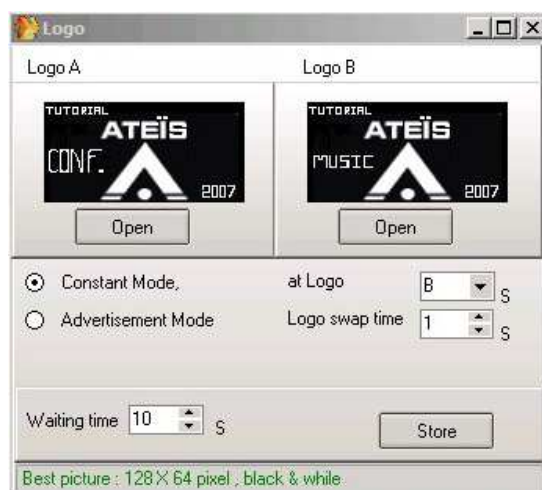 Logo
Logo A Logo B
TUTORIAL
ATEÏS
CONF.
2007
TUTORIAL
ATEÏS
MUSIC
2007
Open Open
Constant Mode, at Logo B S
Advertisement Mode Logo swap time 1 S
Waiting time 10 S Store
Best picture : 128 X 64 pixel , black & while